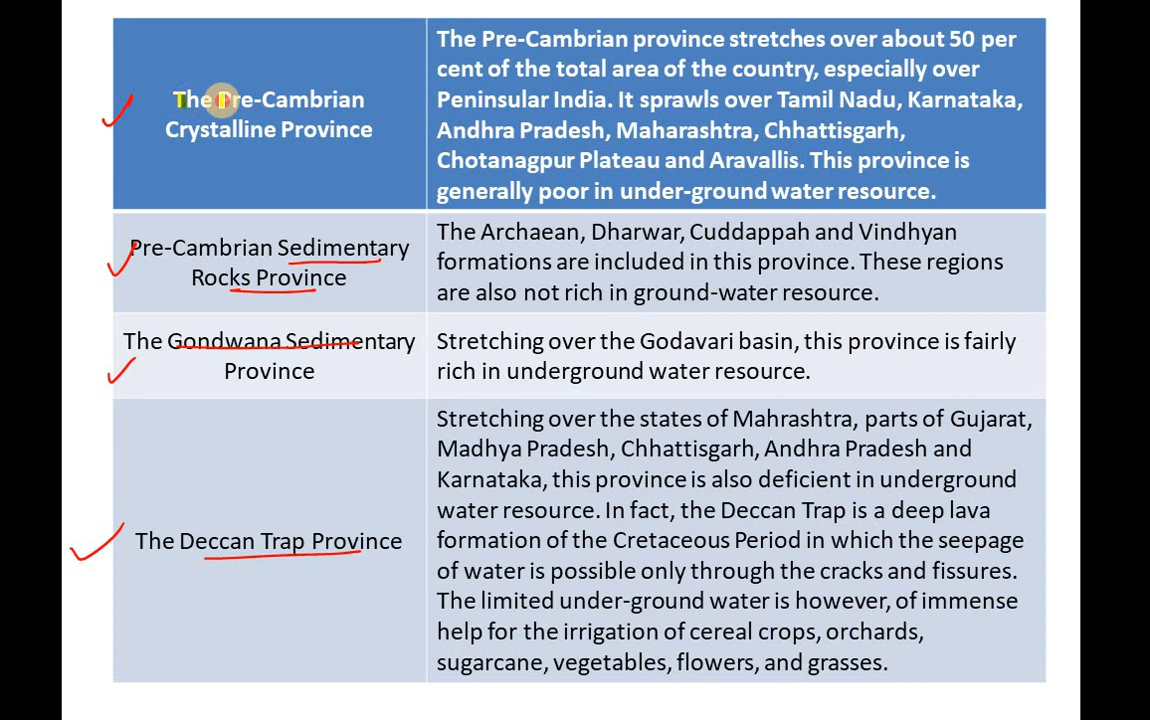 The Pre-Cambrian
Crystalline Province
The Pre-Cambrian province stretches over about 50 per
cent of the total area of the country, especially over
Peninsular India. It sprawls over Tamil Nadu, Karnataka,
Andhra Pradesh, Maharashtra, Chhattisgarh,
Chotanagpur Plateau and Aravallis. This province is
generally poor in under-ground water resource.
Pre-Cambrian Sedimentary
Rocks Province
The Archaean, Dharwar, Cuddappah and Vindhyan
formations are included in this province. These regions
are also not rich in ground-water resource.
The Gondwana Sedimentary
Province
Stretching over the Godavari basin, this province is fairly
rich in underground water resource.
The Deccan Trap Province
Stretching over the states of Mahrashtra, parts of Gujarat,
Madhya Pradesh, Chhattisgarh, Andhra Pradesh and
Karnataka, this province is also deficient in underground
water resource. In fact, the Deccan Trap is a deep lava
formation of the Cretaceous Period in which the seepage
of water is possible only through the cracks and fissures.
The limited under-ground water is however, of immense
help for the irrigation of cereal crops, orchards,
sugarcane, vegetables, flowers, and grasses.